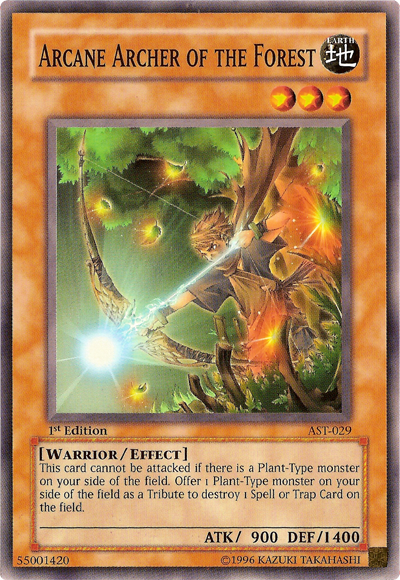 ARCANE ARCHER OF THE FOREST
EARTH
地
1st Edition
AST-029
[WARRIOR/EFFECT]
This card cannot be attacked if there is a Plant-Type monster
on your side of the field. Offer 1 Plant-Type monster on your
side of the field as a Tribute to destroy 1 Spell or Trap Card on
the field.
ATK/ 900 DEF/1400
55001420
©1996 KAZUKI TAKAHASHI